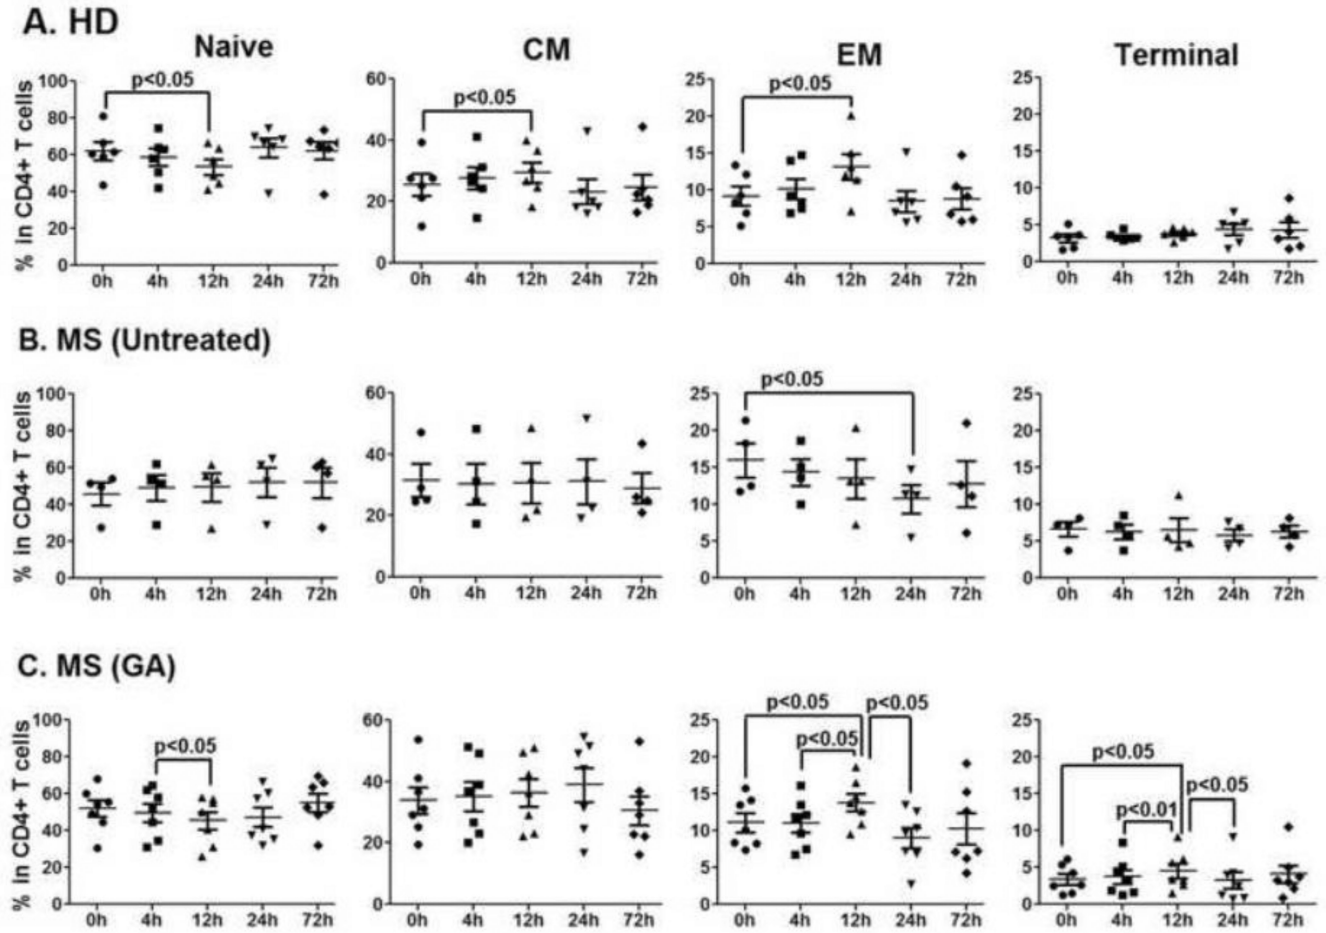 A. HD
Naive CM EM Terminal
% in CD4+ T cells
100 80 60 40 20 0
p<0.05
0h 4h 12h 24h 72h
60 40 20 0
p<0.05
0h 4h 12h 24h 72h
25 20 15 10 5 0
p<0.05
0h 4h 12h 24h 72h
25 20 15 10 5 0
0h 4h 12h 24h 72h
B. MS (Untreated)
% in CD4+ T cells
100 80 60 40 20 0
0h 4h 12h 24h 72h
60 40 20 0
0h 4h 12h 24h 72h
25 20 15 10 5 0
p<0.05
0h 4h 12h 24h 72h
25 20 15 10 5 0
0h 4h 12h 24h 72h
C. MS (GA)
% in CD4+ T cells
100 80 60 40 20 0
p<0.05
0h 4h 12h 24h 72h
60 40 20 0
0h 4h 12h 24h 72h
25 20 15 10 5 0
p<0.05 p<0.05
p<0.05
0h 4h 12h 24h 72h
25 20 15 10 5 0
p<0.05
p<0.05
p<0.01
0h 4h 12h 24h 72h